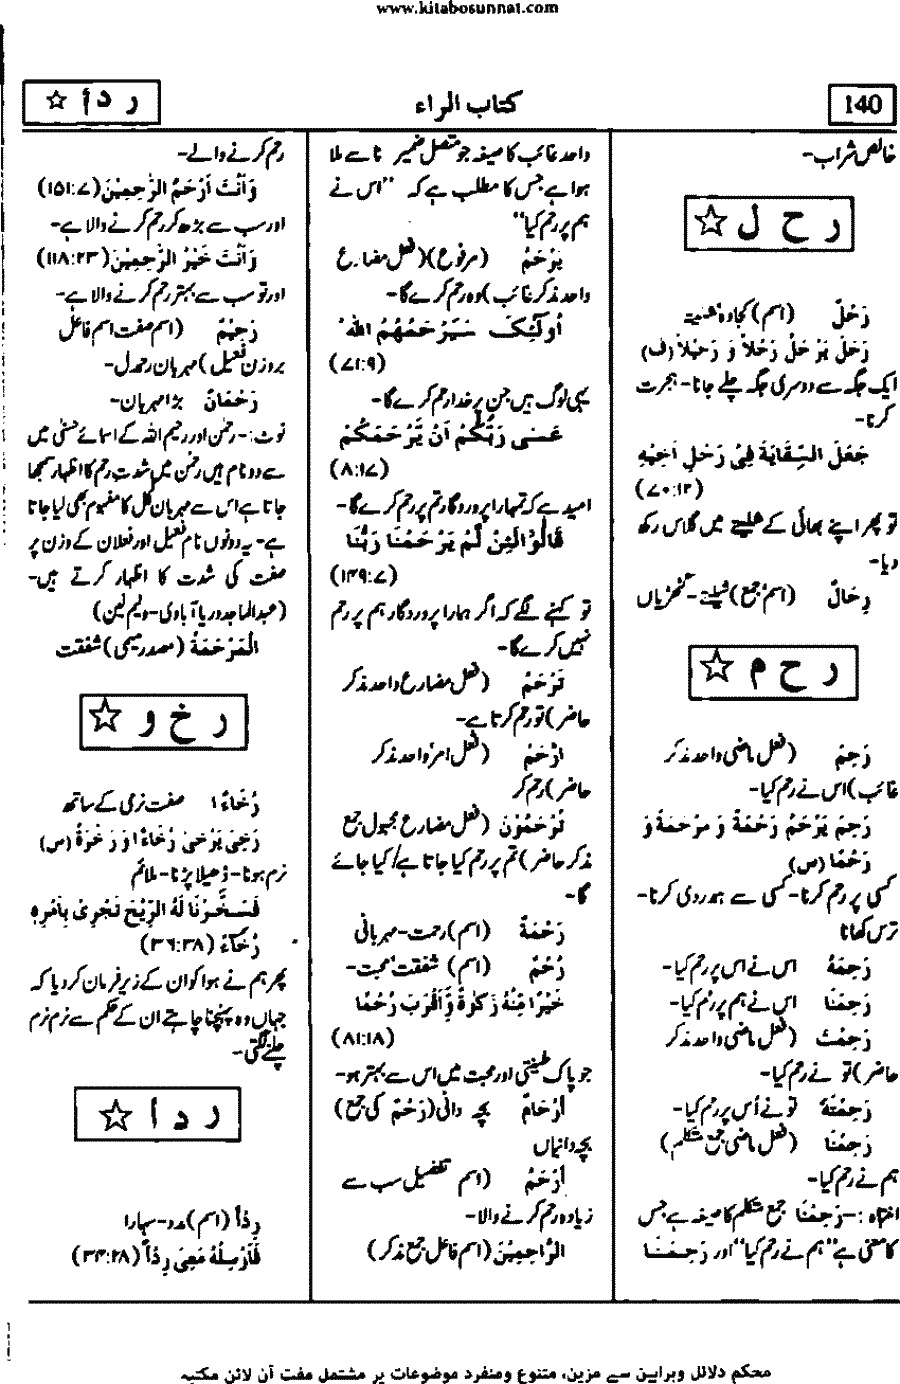 www.kitabosunnat.com
140
کتاب الراء
ر د أ ☆
خالص شراب-
ر ح ل ☆
رَحْلٌ (اسم) کجاوہ‘ شلیتہ
رَحَلَ يَرْحَلُ رَحْلًا وَ رَحِيْلًا (ف)
ایک جگہ سے دوسری جگہ چلے جانا- ہجرت
کرنا-
جَعَلَ السِّقَايَةَ فِيْ رَحْلِ اَخِيْهِ
(۷۰:۱۲)
تو پھر اپنے بھائی کے شلیتے میں گلاس رکھ
دیا-
رِحَالٌ (اسم‘ جمع) شلیتے- گٹھڑیاں
ر ح م ☆
رَحِمَ (فعل ماضی واحد مذکر
غائب) اس نے رحم کیا-
رَحِمَ يَرْحَمُ رَحْمَةً وَ مَرْحَمَةً وَ
رَحْمًا (س)
کسی پر رحم کرنا- کسی سے ہمدردی کرنا-
ترس کھانا
رَحِمَهُ اس نے اس پر رحم کیا-
رَحِمَنَا اس نے ہم پر رحم کیا-
رَحِمْتَ (فعل ماضی واحد مذکر
حاضر) تو نے رحم کیا-
رَحِمْتَهُ تو نے اُس پر رحم کیا-
رَحِمْنَا (فعل ماضی جمع متکلم)
ہم نے رحم کیا-
انتباہ :- رَحِمْنَا جمع متکلم کا صیغہ ہے جس
کا معنی ہے "ہم نے رحم کیا" اور رَحِمَنَا
واحد غائب کا صیغہ جو متصل ضمیر نا سے ملا
ہوا ہے جس کا مطلب ہے کہ "اس نے
ہم پر رحم کیا"
يَرْحَمُ (مرفوع) (فعل مضارع
واحد مذکر غائب) وہ رحم کرے گا-
اُولٰٓئِكَ سَيَرْحَمُهُمُ اللّٰهُ
(۷۱:۹)
یہی لوگ ہیں جن پر خدا رحم کرے گا-
عَسٰى رَبُّكُمْ اَنْ يَّرْحَمَكُمْ
(۸:۱۷)
امید ہے کہ تمہارا پروردگار تم پر رحم کرے گا-
قَالُوْا لَئِنْ لَّمْ يَرْحَمْنَا رَبُّنَا
(۱۴۹:۷)
تو کہنے لگے کہ اگر ہمارا پروردگار ہم پر رحم
نہیں کرے گا-
تَرْحَمُ (فعل مضارع واحد مذکر
حاضر) تو رحم کرتا ہے-
اِرْحَمْ (فعل امر واحد مذکر
حاضر) رحم کر
تُرْحَمُوْنَ (فعل مضارع مجہول جمع
مذکر حاضر) تم پر رحم کیا جاتا ہے/کیا جائے
گا-
رَحْمَةٌ (اسم) رحمت- مہربانی
رُحْمٌ (اسم) شفقت‘ محبت-
خَيْرًا مِّنْهُ زَكٰوةً وَّاَقْرَبَ رُحْمًا
(۸۱:۱۸)
جو پاک طینتی اور محبت میں اس سے بہتر ہو-
اَرْحَامٌ بچہ دانی (رَحْمٌ کی جمع)
بچہ دانیاں
اَرْحَمُ (اسم تفضیل سب سے
زیادہ رحم کرنے والا-
الرَّاحِمِيْنَ (اسم فاعل جمع مذکر)
رحم کرنے والے-
وَاَنْتَ اَرْحَمُ الرّٰحِمِيْنَ (۱۵۱:۷)
اور سب سے بڑھ کر رحم کرنے والا ہے-
وَاَنْتَ خَيْرُ الرّٰحِمِيْنَ (۱۱۸:۲۳)
اور تو سب سے بہتر رحم کرنے والا ہے-
رَحِيْمٌ (اسم صفت اسم فاعل
بروزن فعیل) مہربان‘ رحمدل-
رَحْمَانٌ بڑا مہربان-
نوٹ:- رحمٰن اور رحیم اللہ کے اسمائے حسنٰی میں
سے دو نام ہیں رحمٰن میں شدت رحم کا اظہار سمجھا
جاتا ہے اس سے مہربان کل کا مفہوم بھی لیا جاتا
ہے- یہ دونوں نام فعیل اور فعلان کے وزن پر
صفت کی شدت کا اظہار کرتے ہیں-
(عبدالماجد دریا آبادی- ولیم لین)
الْمَرْحَمَةُ (مصدر میمی) شفقت
ر خ و ☆
رُخَاءً صفت نرمی کے ساتھ
رَخِيَ يَرْخٰى رُخَاءً وَ رَخْوَةً (س)
نرم ہونا- ڈھیلا پڑنا- ملائم
فَسَخَّرْنَا لَهُ الرِّيْحَ تَجْرِيْ بِاَمْرِهٖ
رُخَآءً (۳۶:۳۸)
پھر ہم نے ہوا کو ان کے زیر فرمان کر دیا کہ
جہاں وہ پہنچنا چاہتے ان کے حکم سے نرم نرم
چلنے لگتی-
ر د أ ☆
رِدْأً (اسم) مدد- سہارا
فَاَرْسِلْهُ مَعِيَ رِدْأً (۳۴:۲۸)
محکم دلائل وبراہین سے مزین، متنوع ومنفرد موضوعات پر مشتمل مفت آن لائن مکتبہ